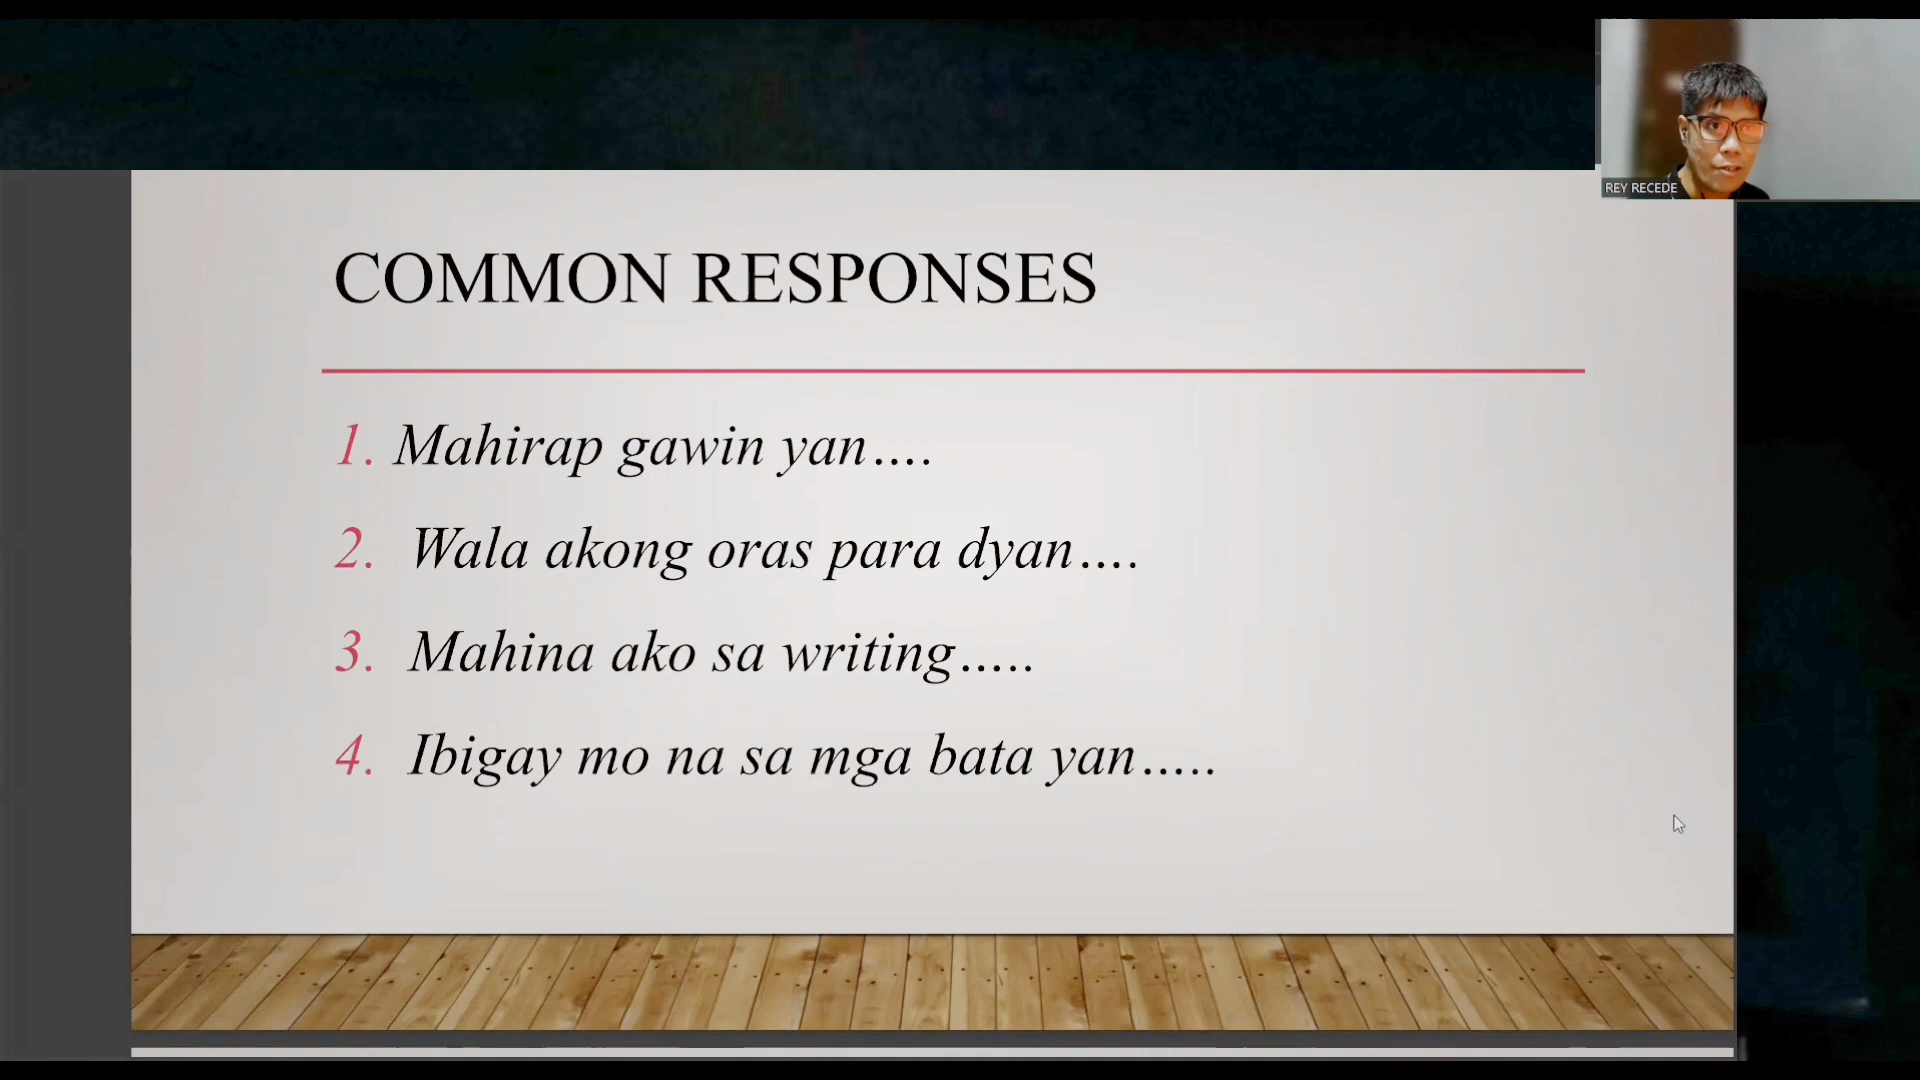 REY RECEDE
COMMON RESPONSES
1. Mahirap gawin yan....
2. Wala akong oras para dyan....
3. Mahina ako sa writing.....
4. Ibigay mo na sa mga bata yan.....